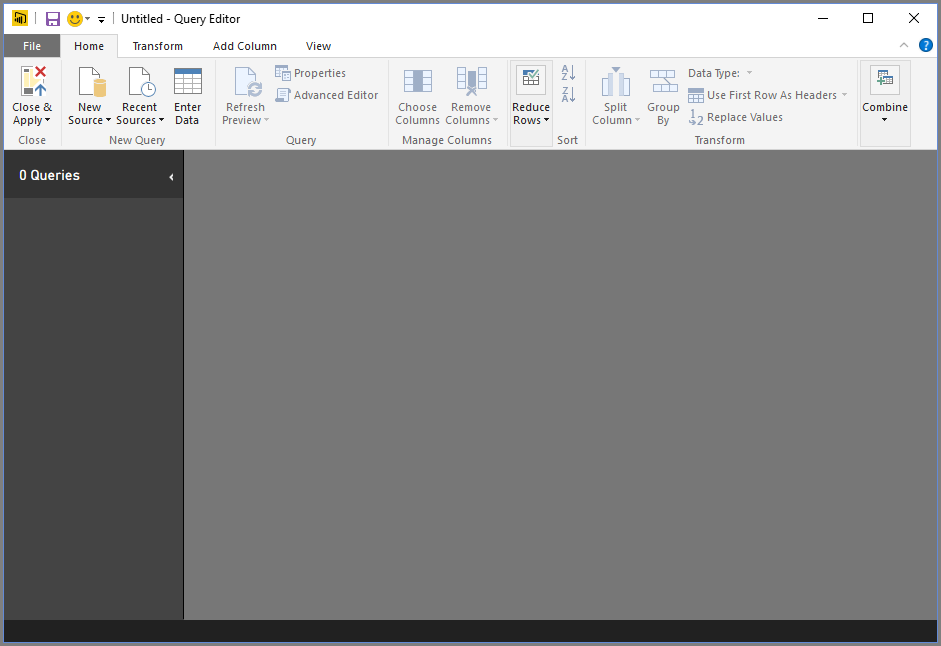 Untitled - Query Editor
File Home Transform Add Column View
Close & Apply
New Source
Recent Sources
Enter Data
Refresh Preview
Properties
Advanced Editor
Choose Columns
Remove Columns
Reduce Rows
A Z
Z A
Split Column
Group By
Data Type:
Use First Row As Headers
1 2 Replace Values
Combine
Close
New Query
Query
Manage Columns
Sort
Transform
0 Queries